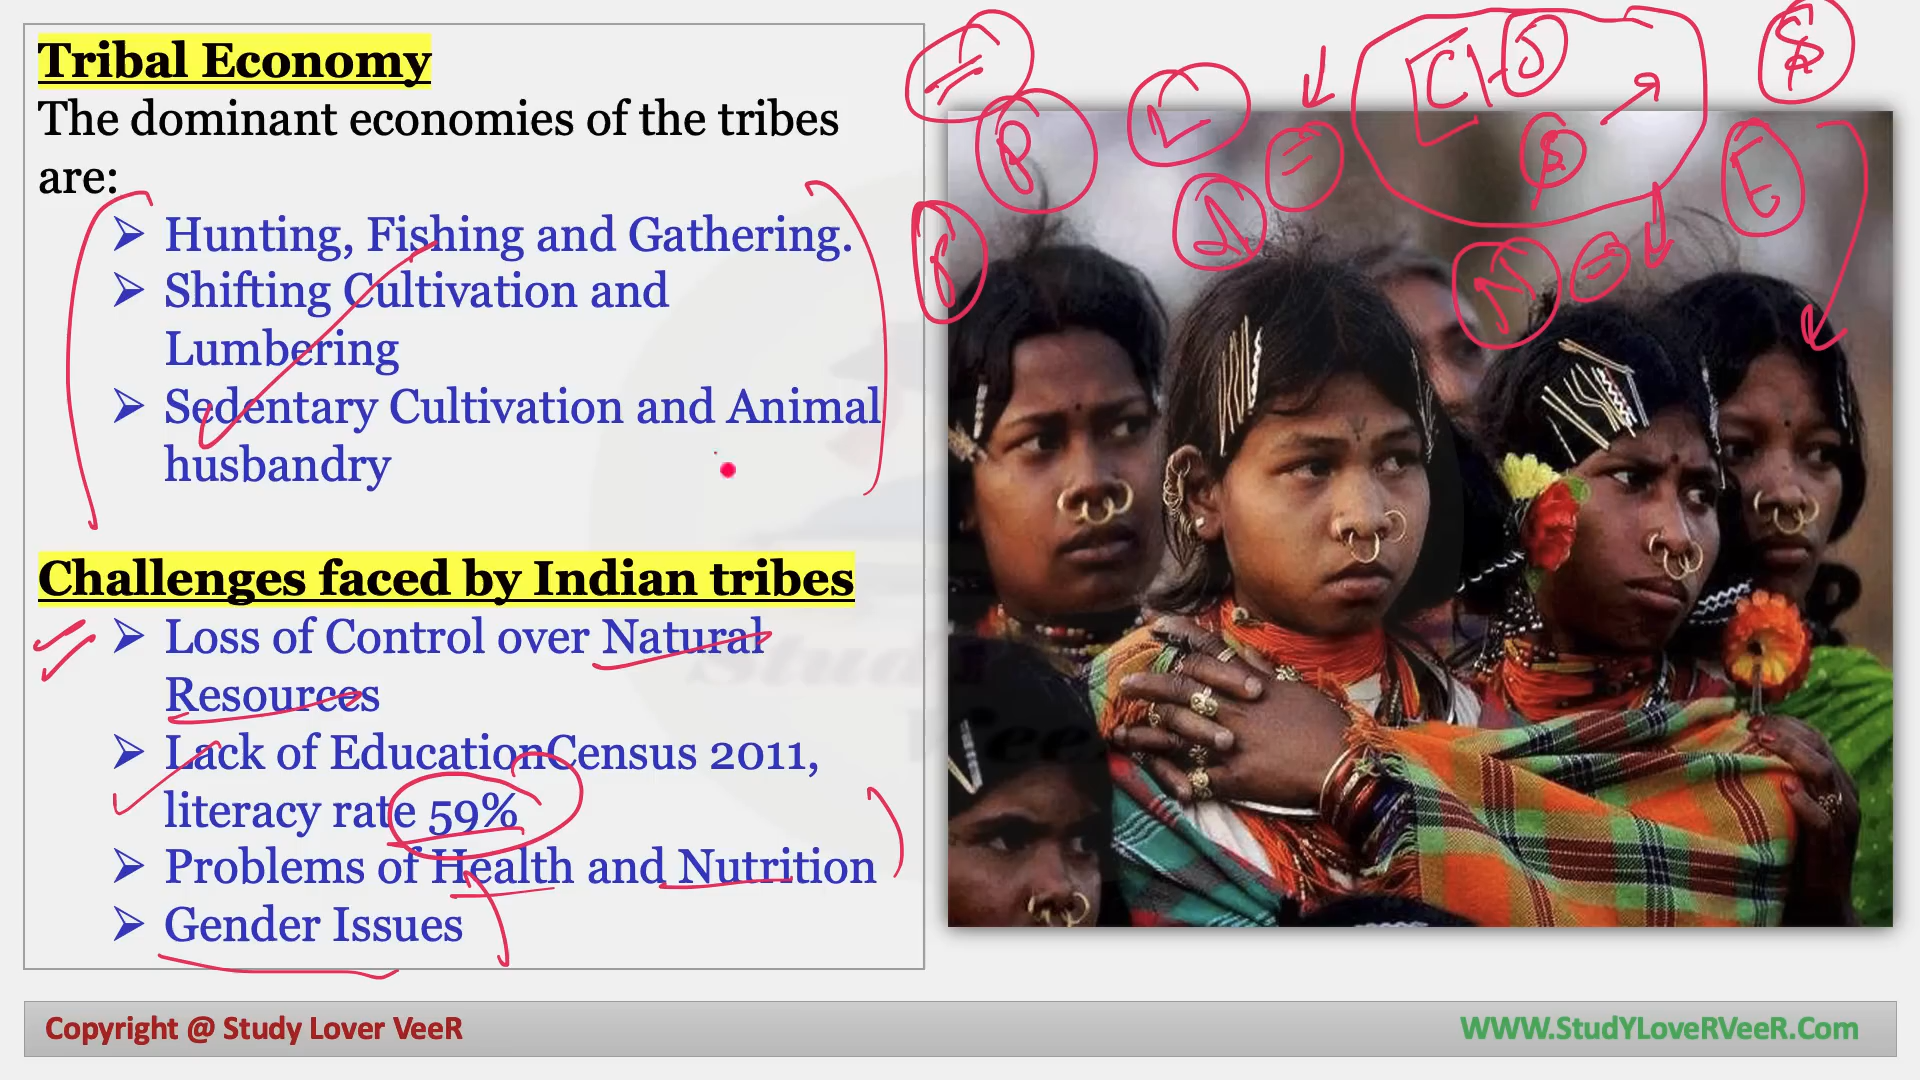 Tribal Economy
The dominant economies of the tribes
are:
➢ Hunting, Fishing and Gathering.
➢ Shifting Cultivation and
Lumbering
➢ Sedentary Cultivation and Animal
husbandry
Challenges faced by Indian tribes
➢ Loss of Control over Natural
Resources
➢ Lack of EducationCensus 2011,
literacy rate 59%
➢ Problems of Health and Nutrition
➢ Gender Issues
Copyright @ Study Lover VeeR
WWW.StudYLoveRVeeR.Com